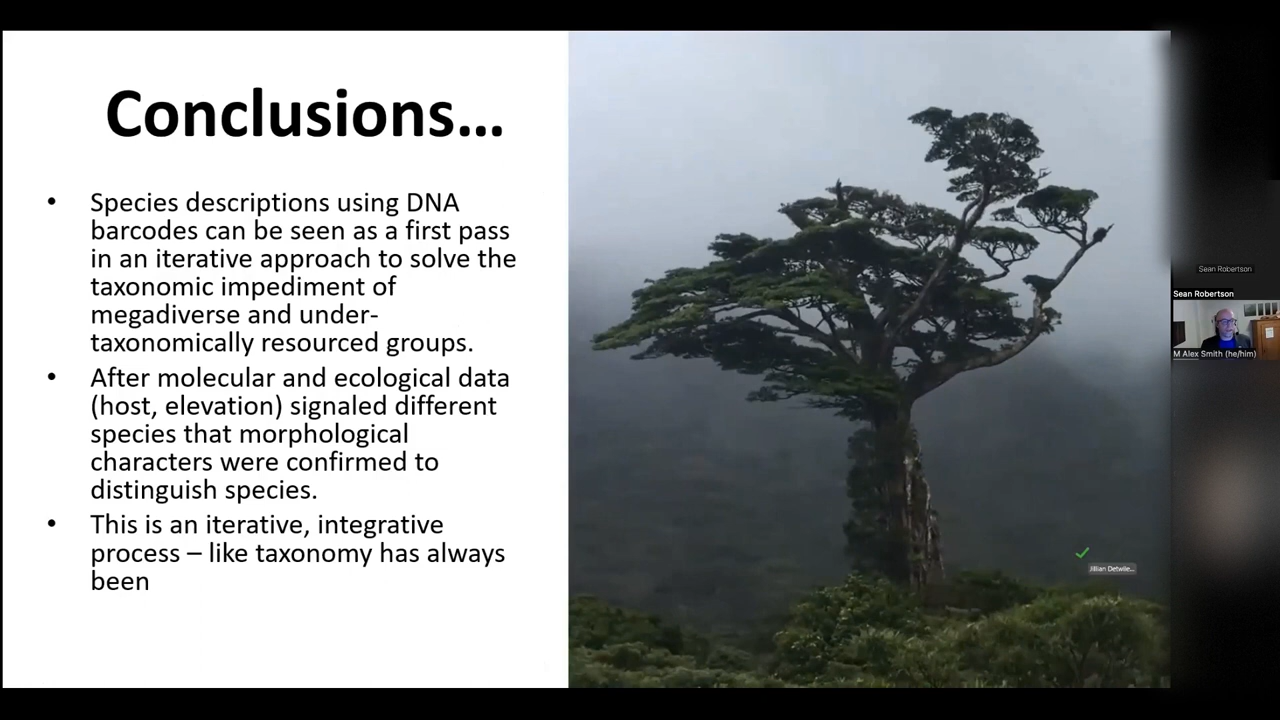 Conclusions...
• Species descriptions using DNA
barcodes can be seen as a first pass
in an iterative approach to solve the
taxonomic impediment of
megadiverse and under-
taxonomically resourced groups.
• After molecular and ecological data
(host, elevation) signaled different
species that morphological
characters were confirmed to
distinguish species.
• This is an iterative, integrative
process – like taxonomy has always
been
Jillian Detwile...
Sean Robertson
Sean Robertson
M Alex Smith (he/him)